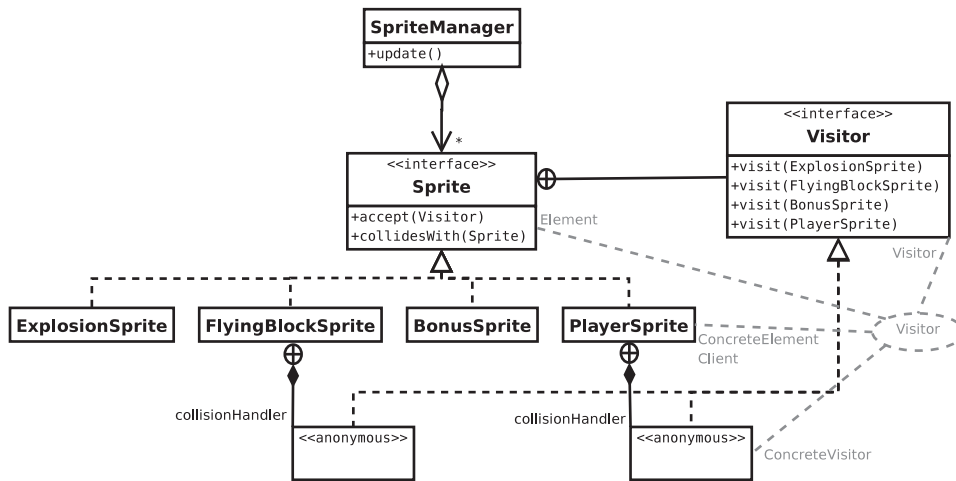 SpriteManager
+update()
*
<<interface>>
Sprite
+accept(Visitor)
+collidesWith(Sprite)
<<interface>>
Visitor
+visit(ExplosionSprite)
+visit(FlyingBlockSprite)
+visit(BonusSprite)
+visit(PlayerSprite)
Element
Visitor
ExplosionSprite
FlyingBlockSprite
BonusSprite
PlayerSprite
ConcreteElement
Client
Visitor
collisionHandler
<<anonymous>>
collisionHandler
<<anonymous>>
ConcreteVisitor